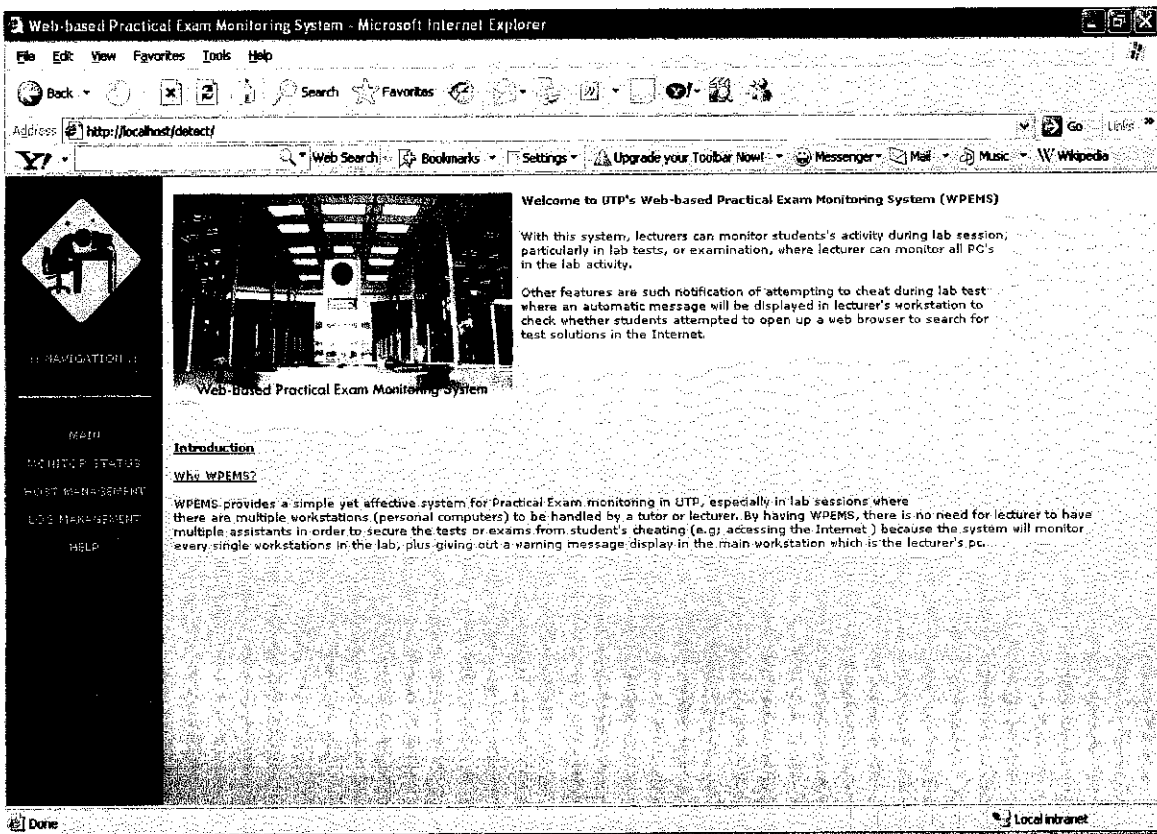 Web-based Practical Exam Monitoring System - Microsoft Internet Explorer
File Edit View Favorites Tools Help
Back Search Favorites
Address http://localhost/detect/ Go Links »
Y! Web Search Bookmarks Settings Upgrade your Toolbar Now! Messenger Mail Music W Wikipedia
Welcome to UTP's Web-based Practical Exam Monitoring System (WPEMS)
With this system, lecturers can monitor students's activity during lab session,
particularly in lab tests, or examination, where lecturer can monitor all PC's
in the lab activity.
Other features are such notification of attempting to cheat during lab test
where an automatic message will be displayed in lecturer's workstation to
check whether students attempted to open up a web browser to search for
test solutions in the Internet.
Web-Based Practical Exam Monitoring System
:: NAVIGATION ::
MAIN
MONITOR STATUS
HOST MANAGEMENT
LOG MANAGEMENT
HELP
Introduction
Why WPEMS?
WPEMS provides a simple yet effective system for Practical Exam monitoring in UTP, especially in lab sessions where
there are multiple workstations (personal computers) to be handled by a tutor or lecturer. By having WPEMS, there is no need for lecturer to have
multiple assistants in order to secure the tests or exams from student's cheating (e.g; accessing the Internet ) because the system will monitor
every single workstations in the lab, plus giving out a warning message display in the main workstation which is the lecturer's pc.
Done Local intranet